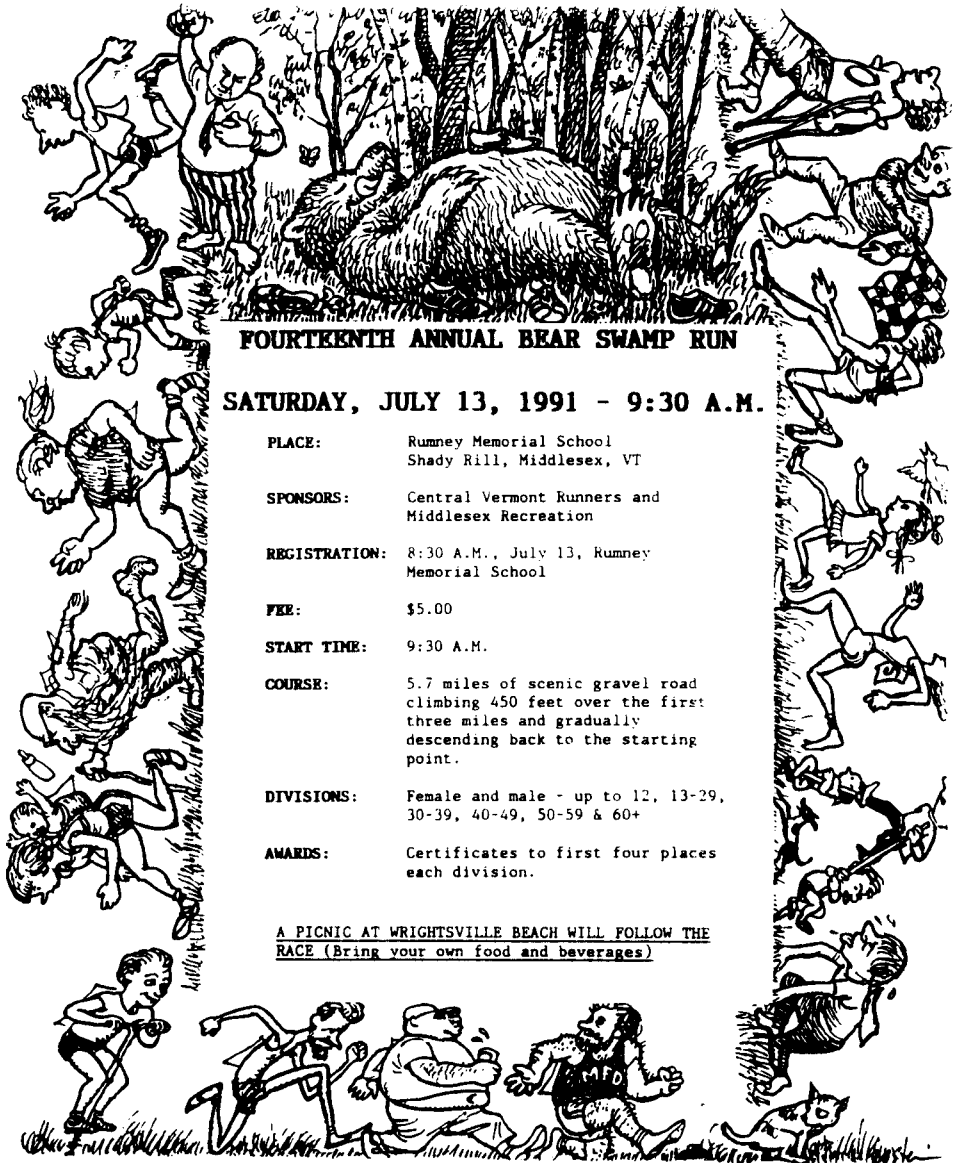 FOURTEENTH ANNUAL BEAR SWAMP RUN
SATURDAY, JULY 13, 1991 - 9:30 A.M.
PLACE: Rumney Memorial School
Shady Rill, Middlesex, VT
SPONSORS: Central Vermont Runners and
Middlesex Recreation
REGISTRATION: 8:30 A.M., July 13, Rumney
Memorial School
FEE: $5.00
START TIME: 9:30 A.M.
COURSE: 5.7 miles of scenic gravel road
climbing 450 feet over the first
three miles and gradually
descending back to the starting
point.
DIVISIONS: Female and male - up to 12, 13-29,
30-39, 40-49, 50-59 & 60+
AWARDS: Certificates to first four places
each division.
A PICNIC AT WRIGHTSVILLE BEACH WILL FOLLOW THE
RACE (Bring your own food and beverages)
MFD